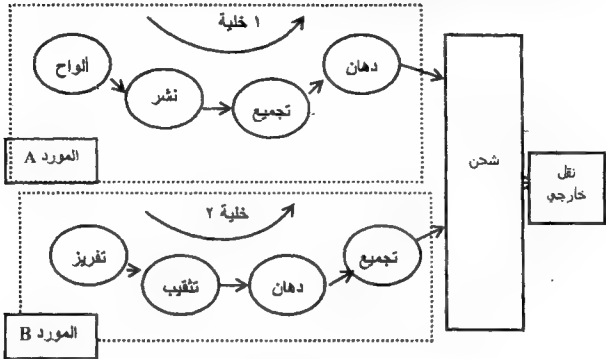 ١ خلية
ألواح
نشر
تجميع
دهان
المورد A
شحن
نقل
خارجي
خلية ٢
تفريز
تثقيب
دهان
تجميع
المورد B